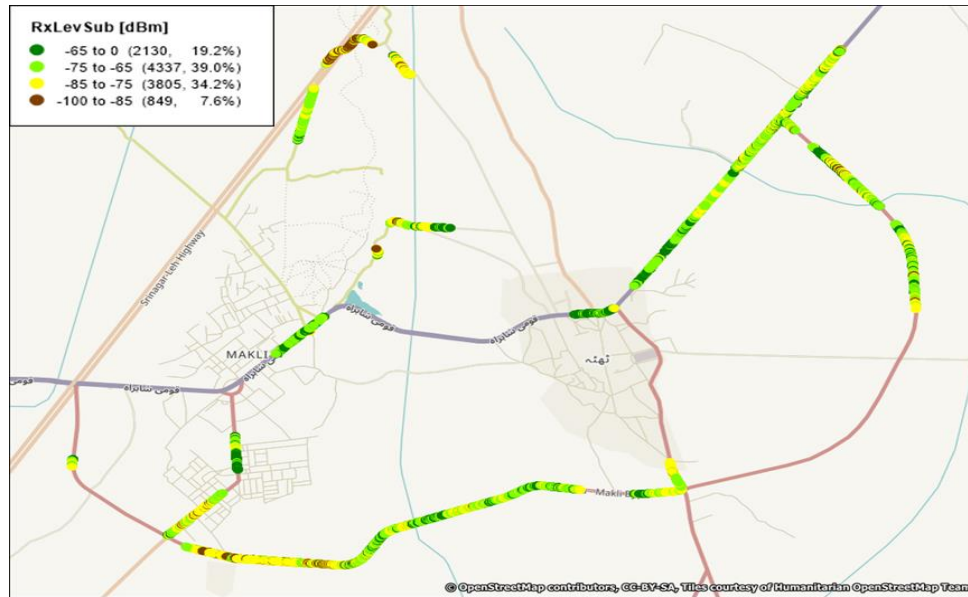 RxLevSub [dBm]
-65 to 0 (2130, 19.2%)
-75 to -65 (4337, 39.0%)
-85 to -75 (3805, 34.2%)
-100 to -85 (849, 7.6%)
Srinagar-Leh Highway
قومی شاہراہ
قومی شاہراہ
MAKLI
ٹھٹہ
قومی شاہراہ
Makli
© OpenStreetMap contributors, CC-BY-SA, Tiles courtesy of Humanitarian OpenStreetMap Team